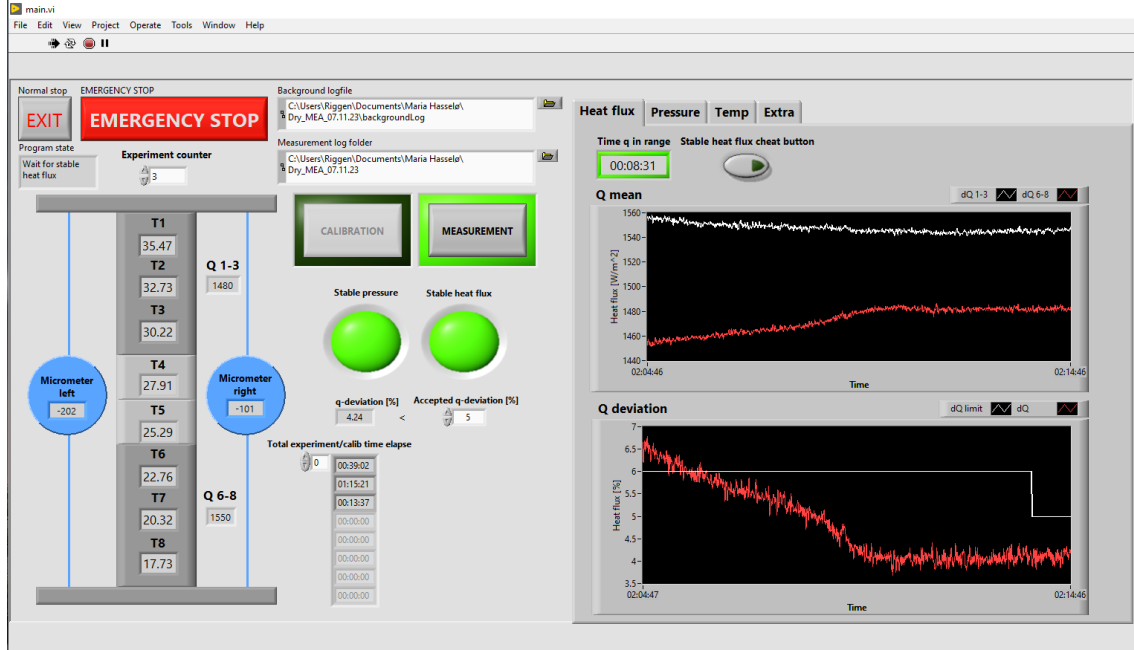 main.vi
File Edit View Project Operate Tools Window Help
Normal stop
EXIT
EMERGENCY STOP
EMERGENCY STOP
Program state
Wait for stable
heat flux
Experiment counter
3
Background logfile
C:\Users\Riggen\Documents\Maria Hasselø\
Dry_MEA_07.11.23\backgroundLog
Measurement log folder
C:\Users\Riggen\Documents\Maria Hasselø\
Dry_MEA_07.11.23
CALIBRATION
MEASUREMENT
T1
35.47
T2
32.73
T3
30.22
T4
27.91
T5
25.29
T6
22.76
T7
20.32
T8
17.73
Q 1-3
1480
Q 6-8
1550
Micrometer
left
-202
Micrometer
right
-101
Stable pressure
Stable heat flux
q-deviation [%]
4.24
<
Accepted q-deviation [%]
5
Total experiment/calib time elapse
0
00:39:02
01:15:21
00:13:37
00:00:00
00:00:00
00:00:00
00:00:00
00:00:00
Heat flux Pressure Temp Extra
Time q in range
00:08:31
Stable heat flux cheat button
Q mean
dQ 1-3 dQ 6-8
Heat flux [W/m^2]
1560
1540
1520
1500
1480
1460
1440
02:04:46 02:14:46
Time
Q deviation
dQ limit dQ
Heat flux [%]
7
6.5
6
5.5
5
4.5
4
3.5
02:04:47 02:14:46
Time